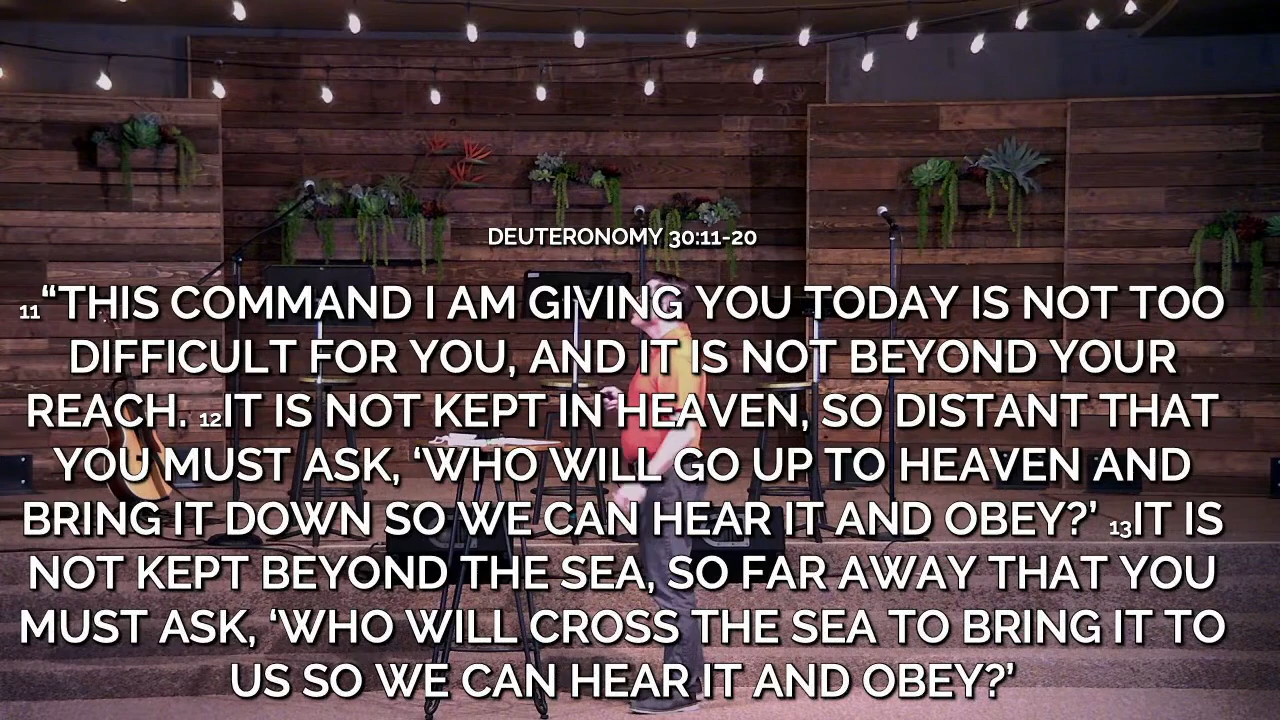 DEUTERONOMY 30:11-20
11“THIS COMMAND I AM GIVING YOU TODAY IS NOT TOO
DIFFICULT FOR YOU, AND IT IS NOT BEYOND YOUR
REACH. 12IT IS NOT KEPT IN HEAVEN, SO DISTANT THAT
YOU MUST ASK, ‘WHO WILL GO UP TO HEAVEN AND
BRING IT DOWN SO WE CAN HEAR IT AND OBEY?’ 13IT IS
NOT KEPT BEYOND THE SEA, SO FAR AWAY THAT YOU
MUST ASK, ‘WHO WILL CROSS THE SEA TO BRING IT TO
US SO WE CAN HEAR IT AND OBEY?’